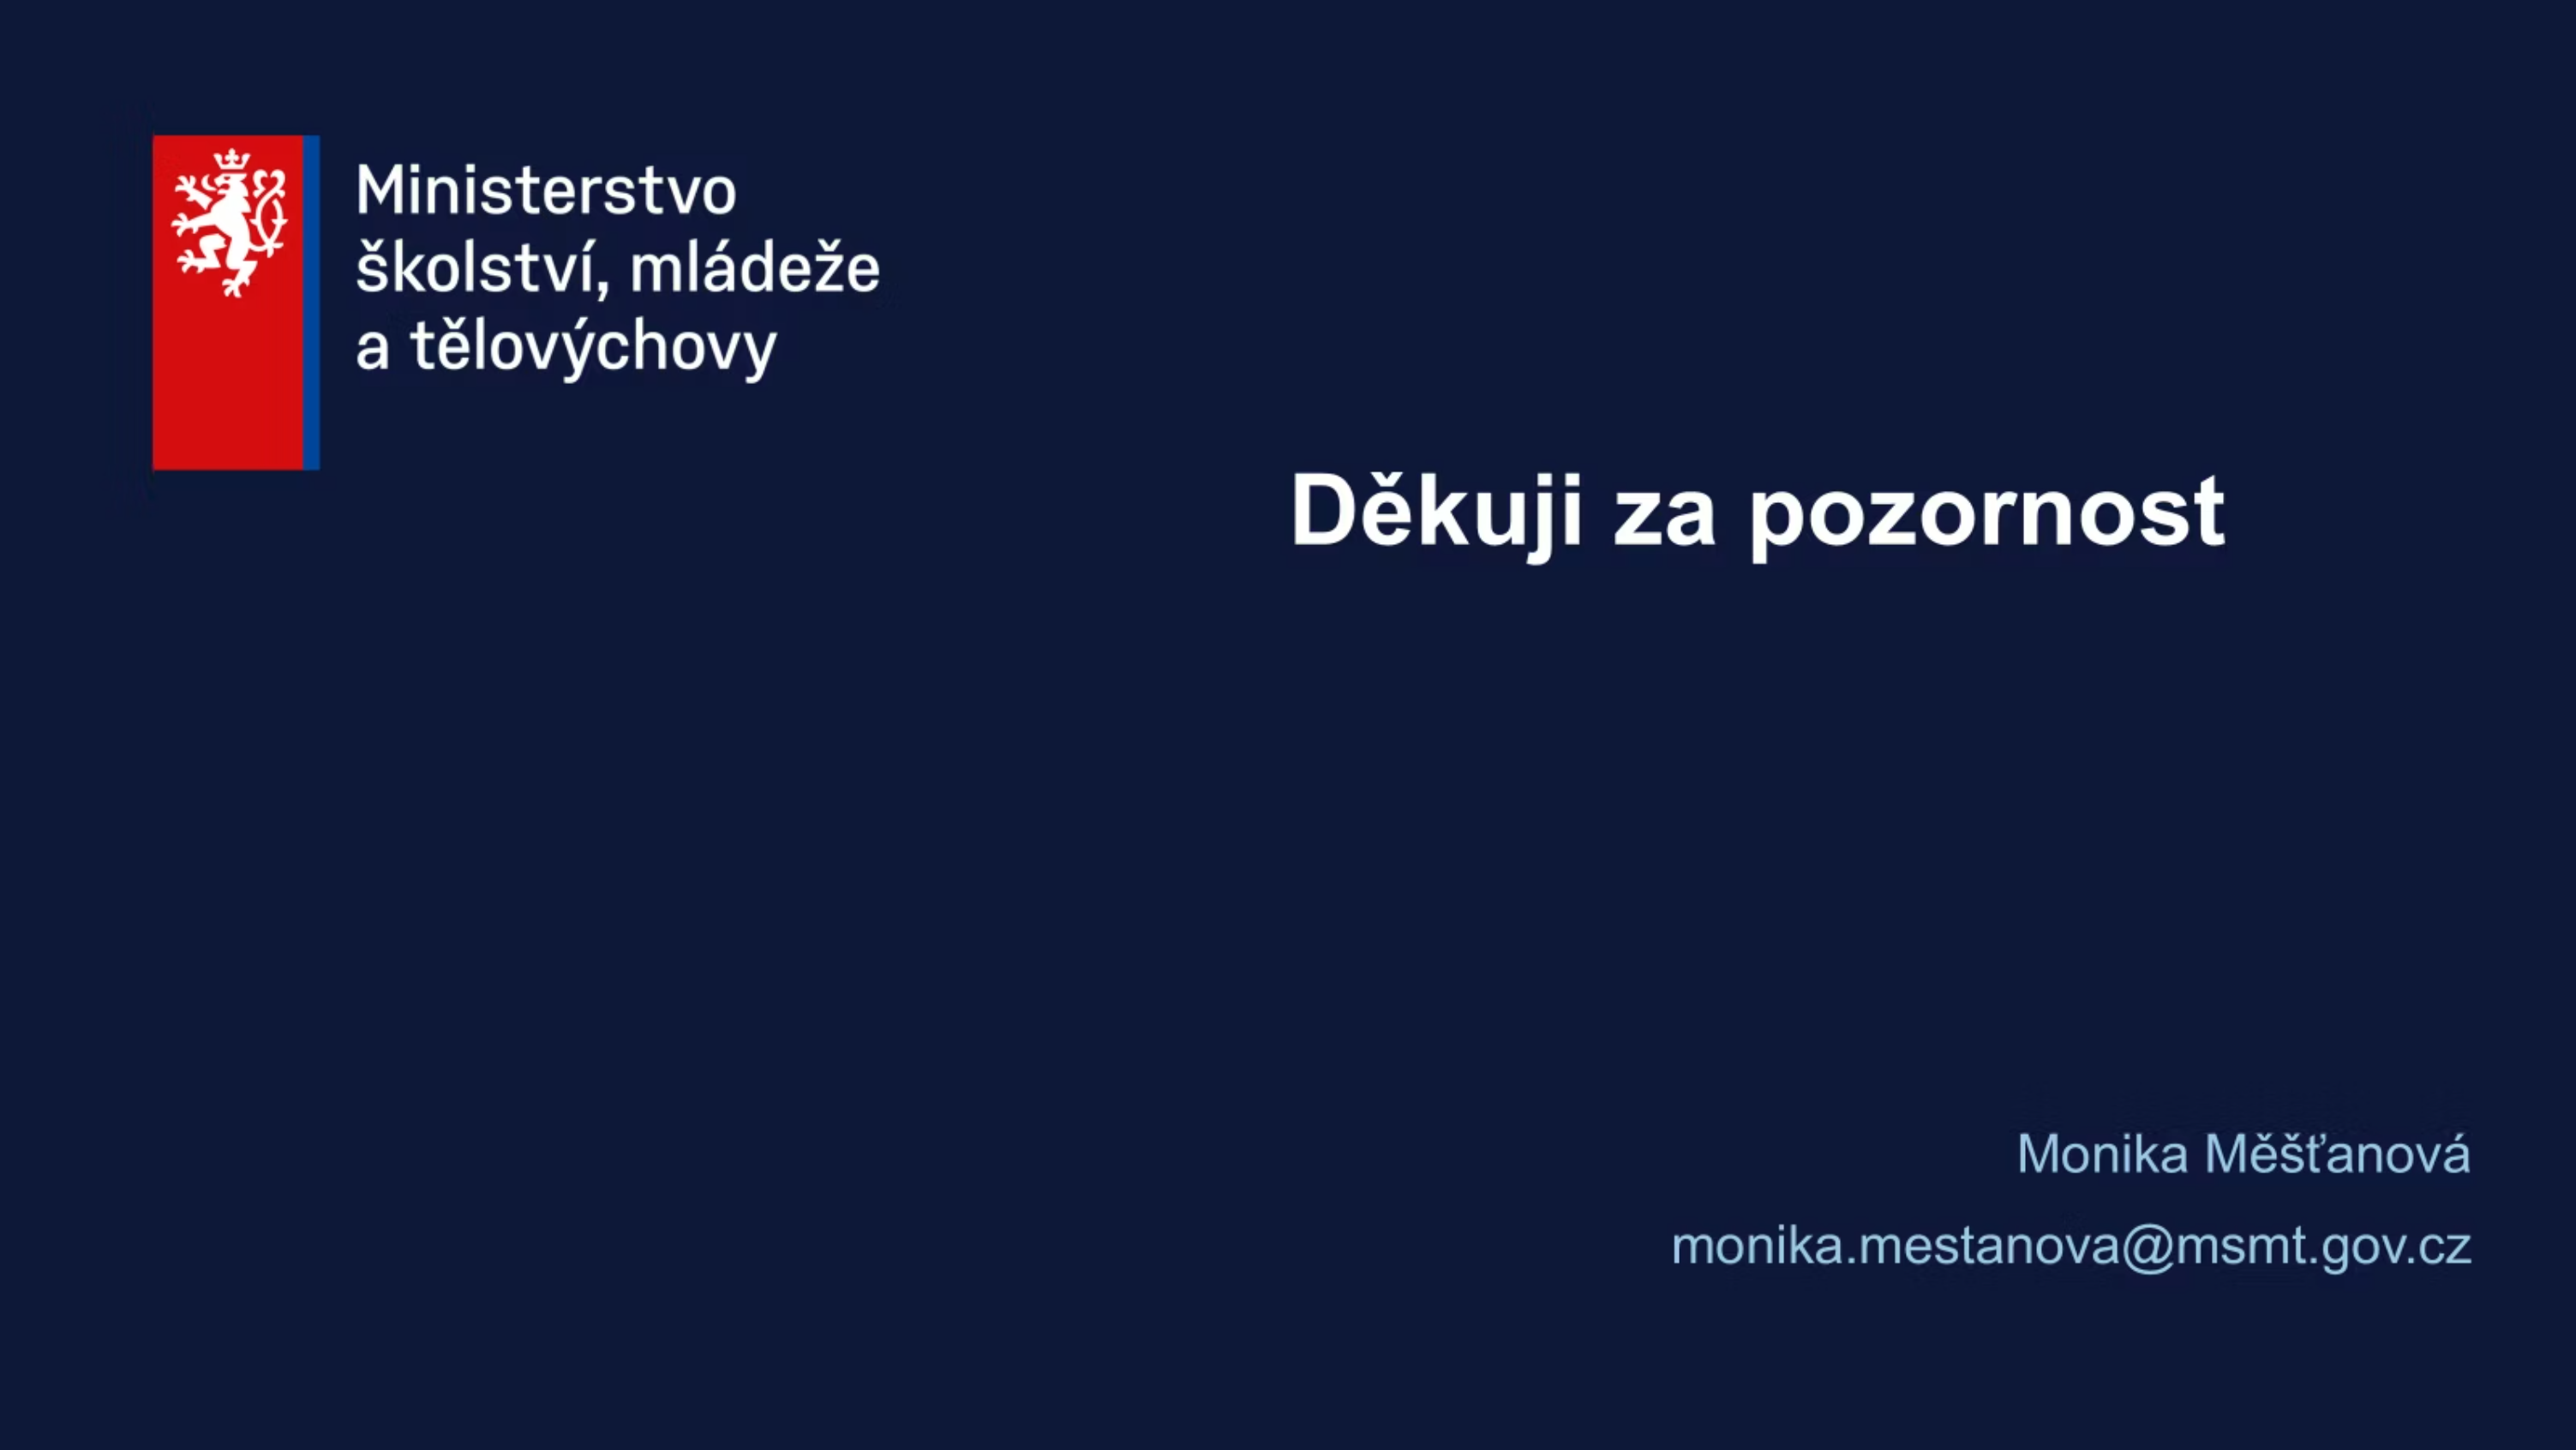 Ministerstvo
školství, mládeže
a tělovýchovy
Děkuji za pozornost
Monika Měšťanová
monika.mestanova@msmt.gov.cz